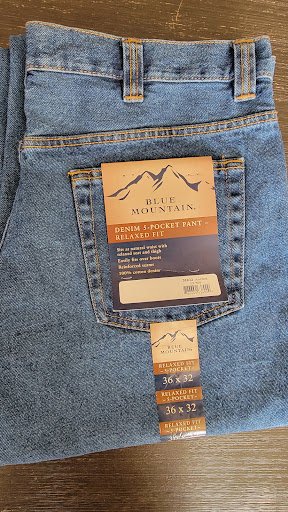 BLUE
MOUNTAIN.
DENIM 5-POCKET PANT -
RELAXED FIT
Sits at natural waist with
relaxed seat and thigh
Easily fits over boots
Reinforced seams
100% cotton denim
BLUE
MOUNTAIN.
RELAXED FIT
5-POCKET
36 x 32
RELAXED FIT
- 5-POCKET -
36 x 32
RELAXED FIT
- 5-POCKET -